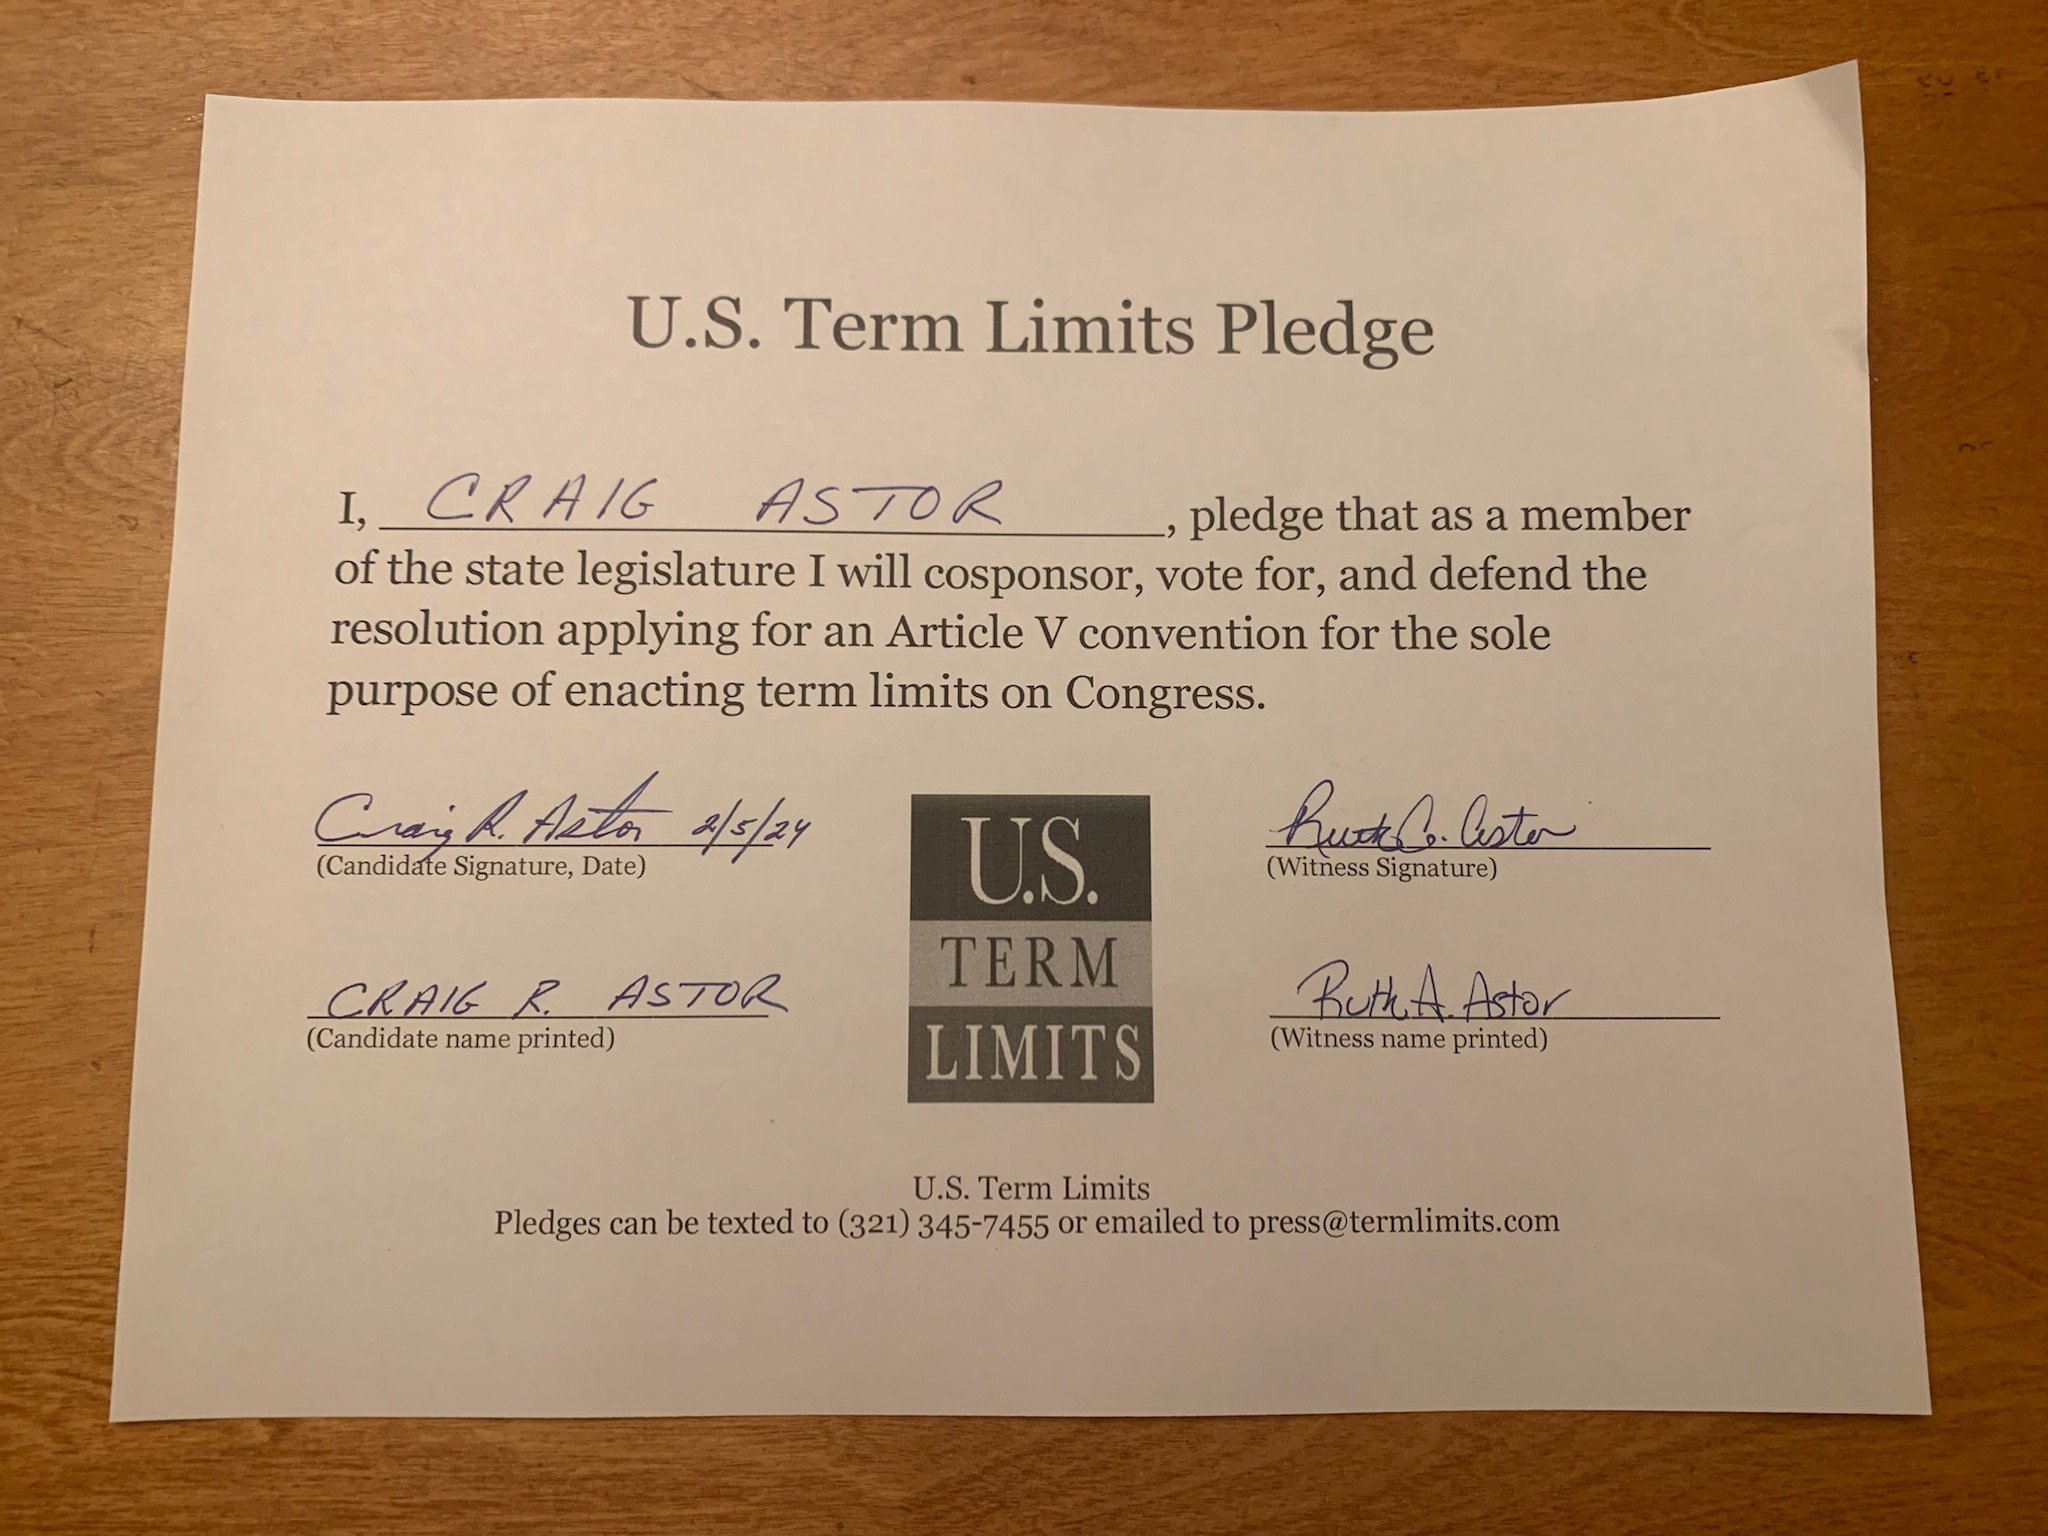 U.S. Term Limits Pledge
I, CRAIG ASTOR, pledge that as a member
of the state legislature I will cosponsor, vote for, and defend the
resolution applying for an Article V convention for the sole
purpose of enacting term limits on Congress.
Craig R. Astor 2/5/24
(Candidate Signature, Date)
Ruth A. Astor
(Witness Signature)
CRAIG R. ASTOR
(Candidate name printed)
Ruth A. Astor
(Witness name printed)
U.S.
TERM
LIMITS
U.S. Term Limits
Pledges can be texted to (321) 345-7455 or emailed to press@termlimits.com